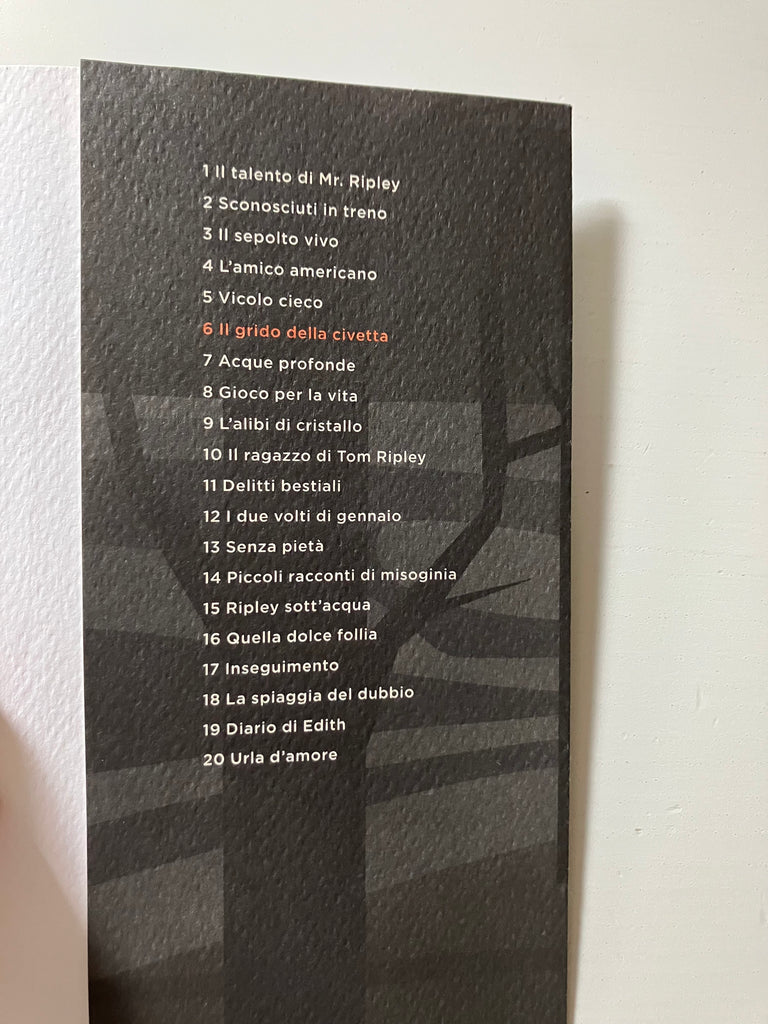 1 Il talento di Mr. Ripley
2 Sconosciuti in treno
3 Il sepolto vivo
4 L'amico americano
5 Vicolo cieco
6 Il grido della civetta
7 Acque profonde
8 Gioco per la vita
9 L'alibi di cristallo
10 Il ragazzo di Tom Ripley
11 Delitti bestiali
12 I due volti di gennaio
13 Senza pietà
14 Piccoli racconti di misoginia
15 Ripley sott'acqua
16 Quella dolce follia
17 Inseguimento
18 La spiaggia del dubbio
19 Diario di Edith
20 Urla d'amore